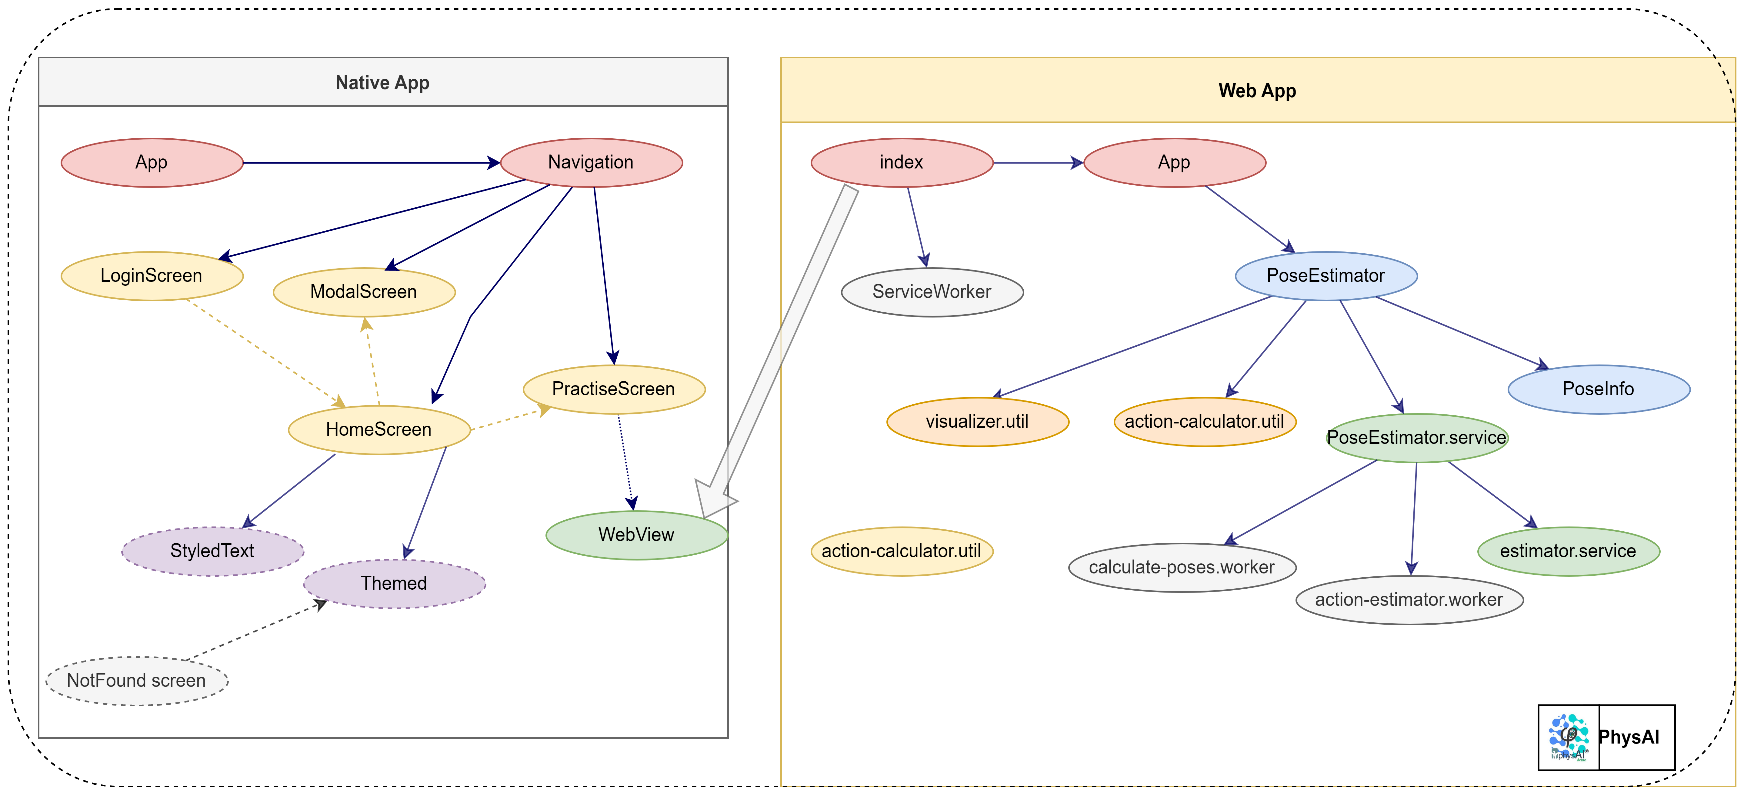 Native App
App
Navigation
LoginScreen
ModalScreen
PractiseScreen
HomeScreen
WebView
StyledText
Themed
NotFound screen
Web App
index
App
PoseEstimator
ServiceWorker
PoseInfo
visualizer.util
action-calculator.util
PoseEstimator.service
action-calculator.util
estimator.service
calculate-poses.worker
action-estimator.worker
PhysAI